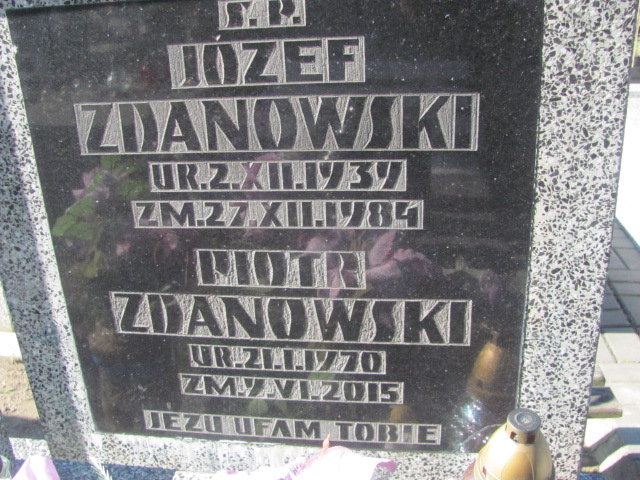 Ś. P.
JÓZEF
ZDANOWSKI
UR.2.XII.1939
ZM.27.XII.1984
PIOTR
ZDANOWSKI
UR.21.I.1970
ZM.7.VI.2015
JEZU UFAM TOBIE